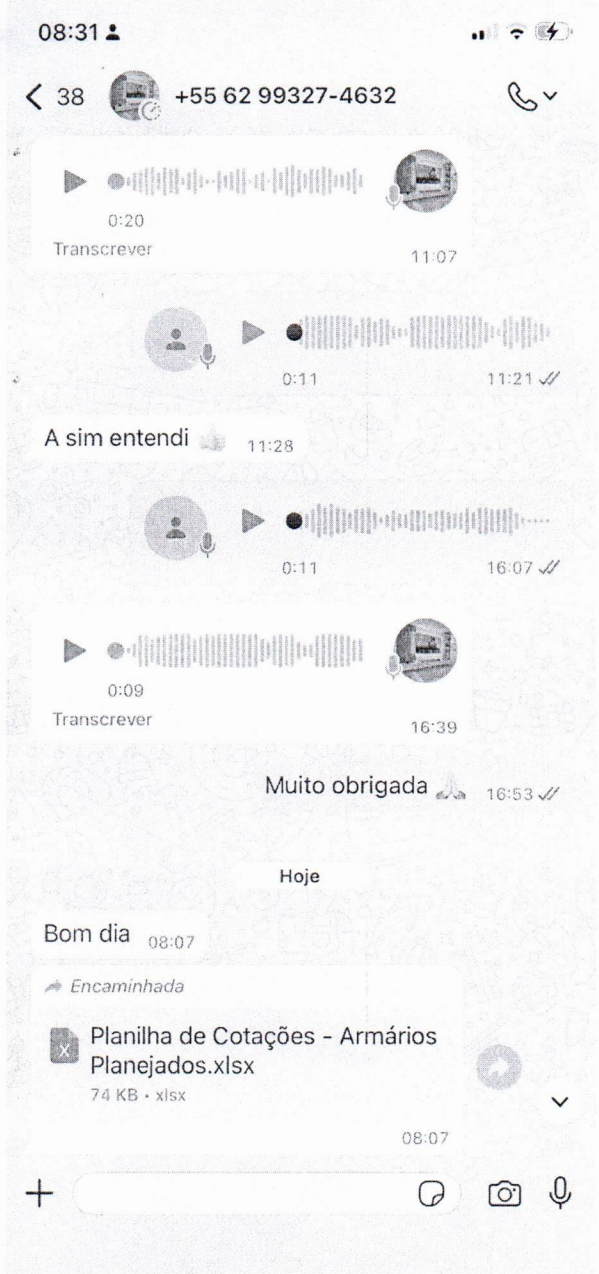 08:31
38 +55 62 99327-4632
0:20
Transcrever 11:07
0:11 11:21
A sim entendi 👍 11:28
0:11 16:07
0:09
Transcrever 16:39
Muito obrigada 🙏 16:53
Hoje
Bom dia 08:07
Encaminhada
X Planilha de Cotações - Armários
Planejados.xlsx
74 KB • xlsx
08:07